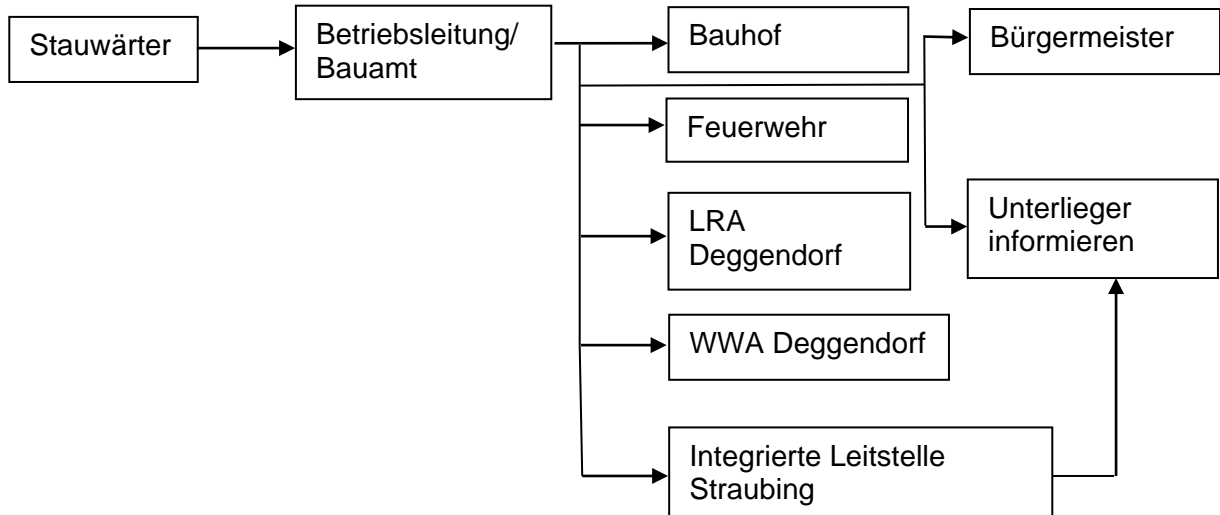 Stauwärter
Betriebsleitung/
Bauamt
Bauhof
Bürgermeister
Feuerwehr
LRA
Deggendorf
Unterlieger
informieren
WWA Deggendorf
Integrierte Leitstelle
Straubing